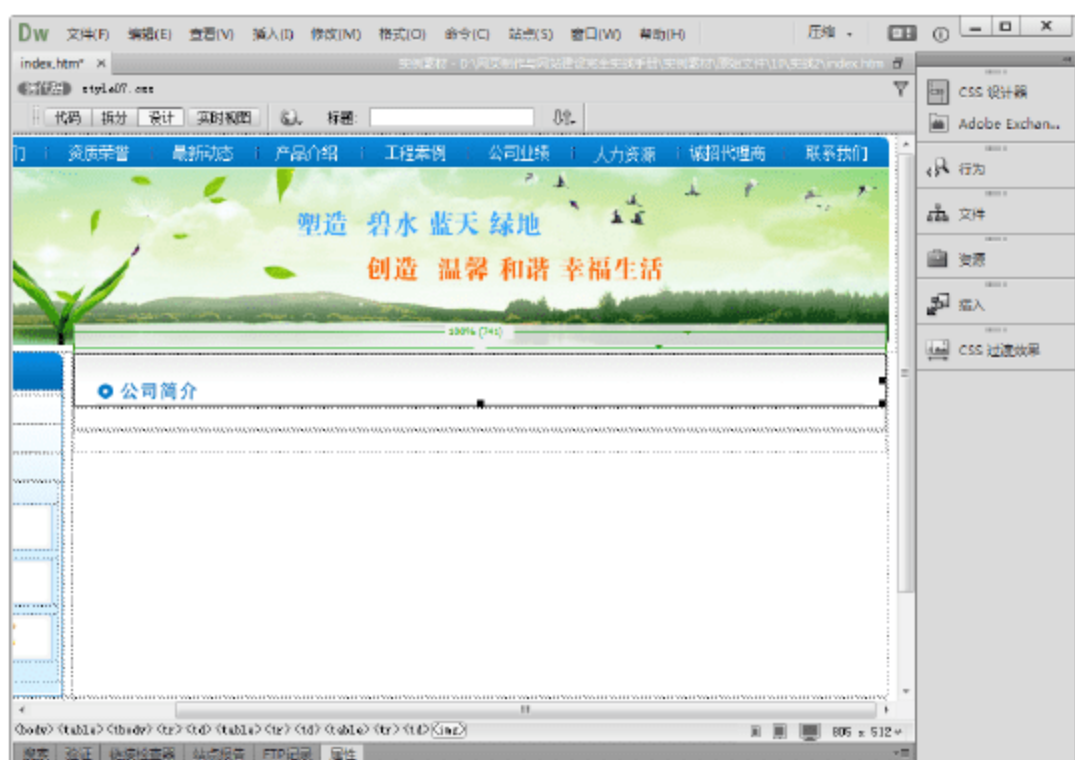 Dw 文件(F) 编辑(E) 查看(V) 插入(I) 修改(M) 格式(O) 命令(C) 站点(S) 窗口(W) 帮助(H) 压缩
index.htm* ×
源代码 style07.css
代码 拆分 设计 实时视图 标题:
们 资质荣誉 最新动态 产品介绍 工程案例 公司业绩 人力资源 诚招代理商 联系我们
塑造 碧水 蓝天 绿地
创造 温馨 和谐 幸福生活
100% (741)
公司简介
<body><table><tbody><tr><td><table><tr><td><table><tr><td><img> 805 x 512
搜索 验证 链接检查器 站点报告 FTP记录 属性
CSS 设计器
Adobe Exchan...
行为
文件
资源
插入
CSS 过渡效果